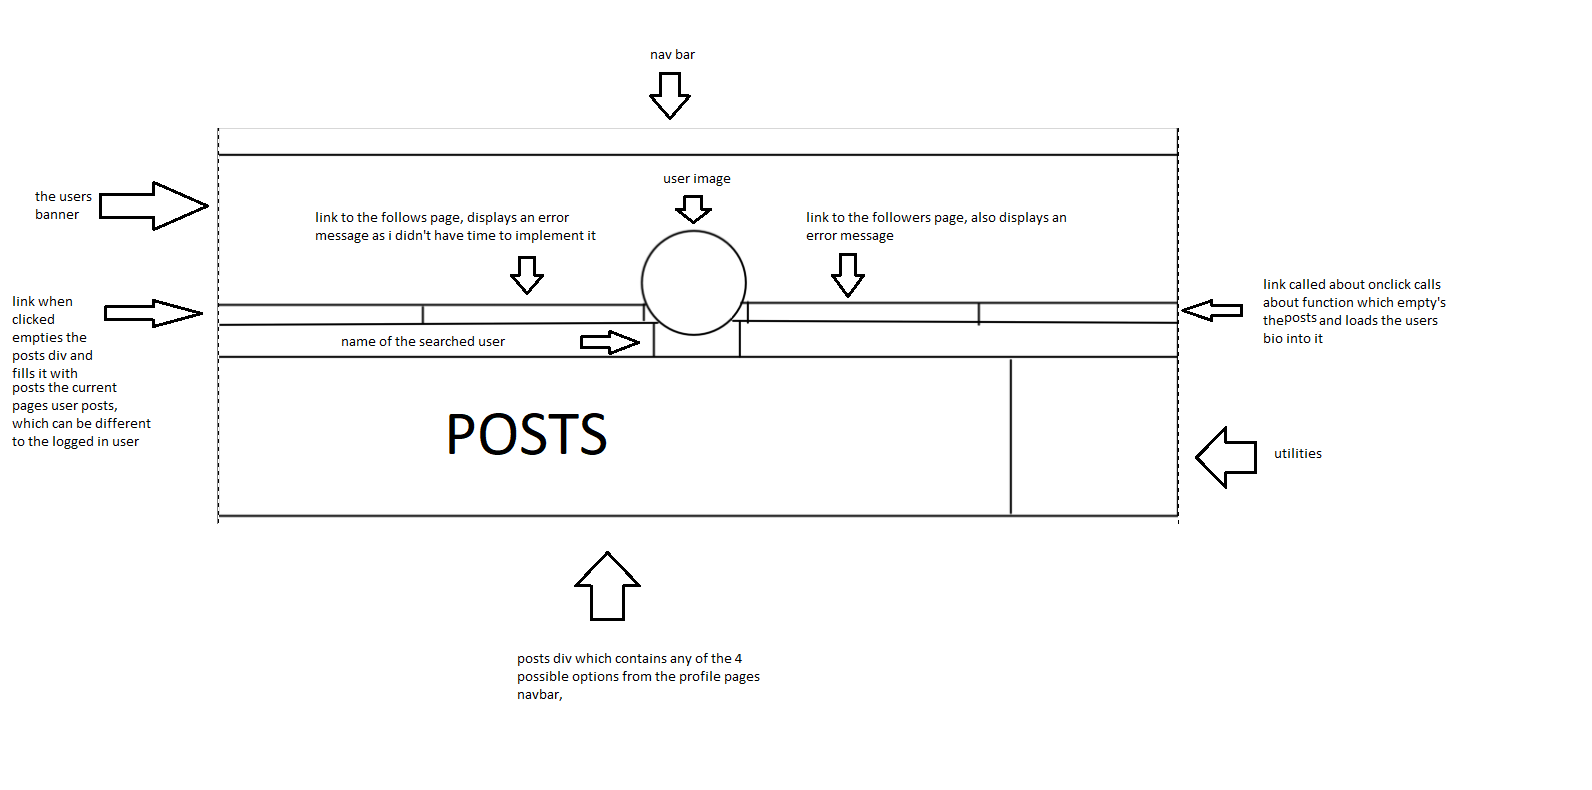 nav bar
user image
the users
banner
link to the follows page, displays an error
message as i didn't have time to implement it
link to the followers page, also displays an
error message
link when
clicked
empties the
posts div and
fills it with
posts the current
pages user posts,
which can be different
to the logged in user
link called about onclick calls
about function which empty's
theposts and loads the users
bio into it
name of the searched user
POSTS
utilities
posts div which contains any of the 4
possible options from the profile pages
navbar,